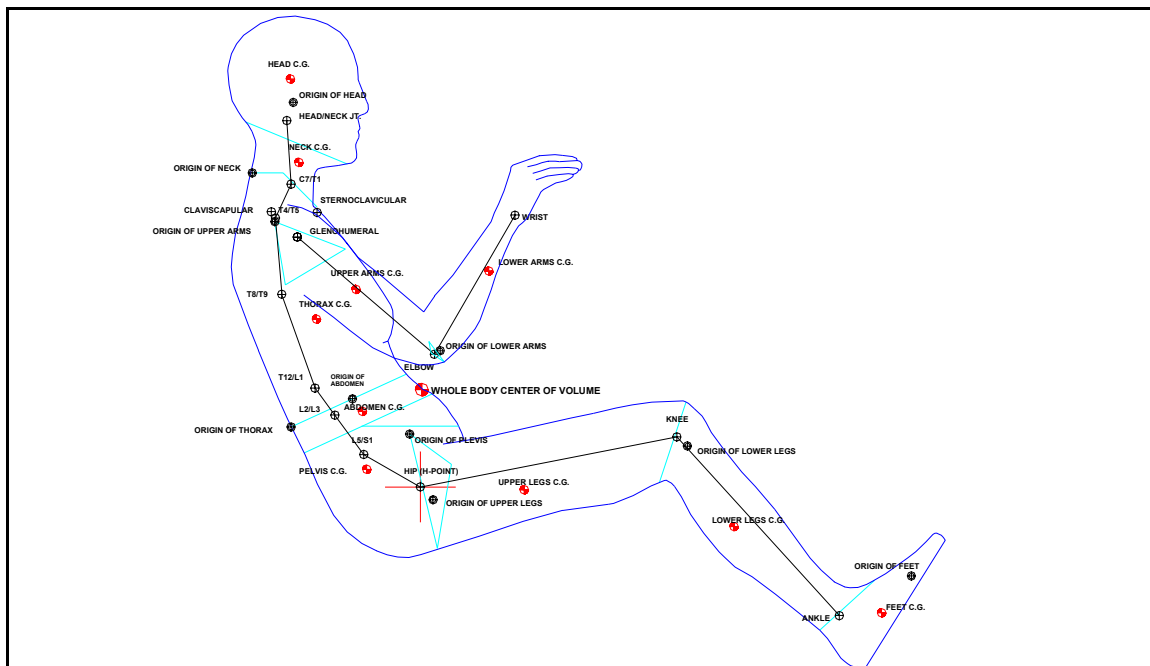 HEAD C.G.
ORIGIN OF HEAD
HEAD/NECK JT.
NECK C.G.
ORIGIN OF NECK
C7/T1
STERNOCLAVICULAR
CLAVISCAPULAR
T4/T5
ORIGIN OF UPPER ARMS
GLENOHUMERAL
WRIST
LOWER ARMS C.G.
UPPER ARMS C.G.
T8/T9
THORAX C.G.
ORIGIN OF LOWER ARMS
ELBOW
ORIGIN OF
ABDOMEN
T12/L1
WHOLE BODY CENTER OF VOLUME
L2/L3
ABDOMEN C.G.
KNEE
ORIGIN OF THORAX
L5/S1
ORIGIN OF PLEVIS
ORIGIN OF LOWER LEGS
PELVIS C.G.
HIP (H-POINT)
UPPER LEGS C.G.
ORIGIN OF UPPER LEGS
LOWER LEGS C.G.
ORIGIN OF FEET
FEET C.G.
ANKLE